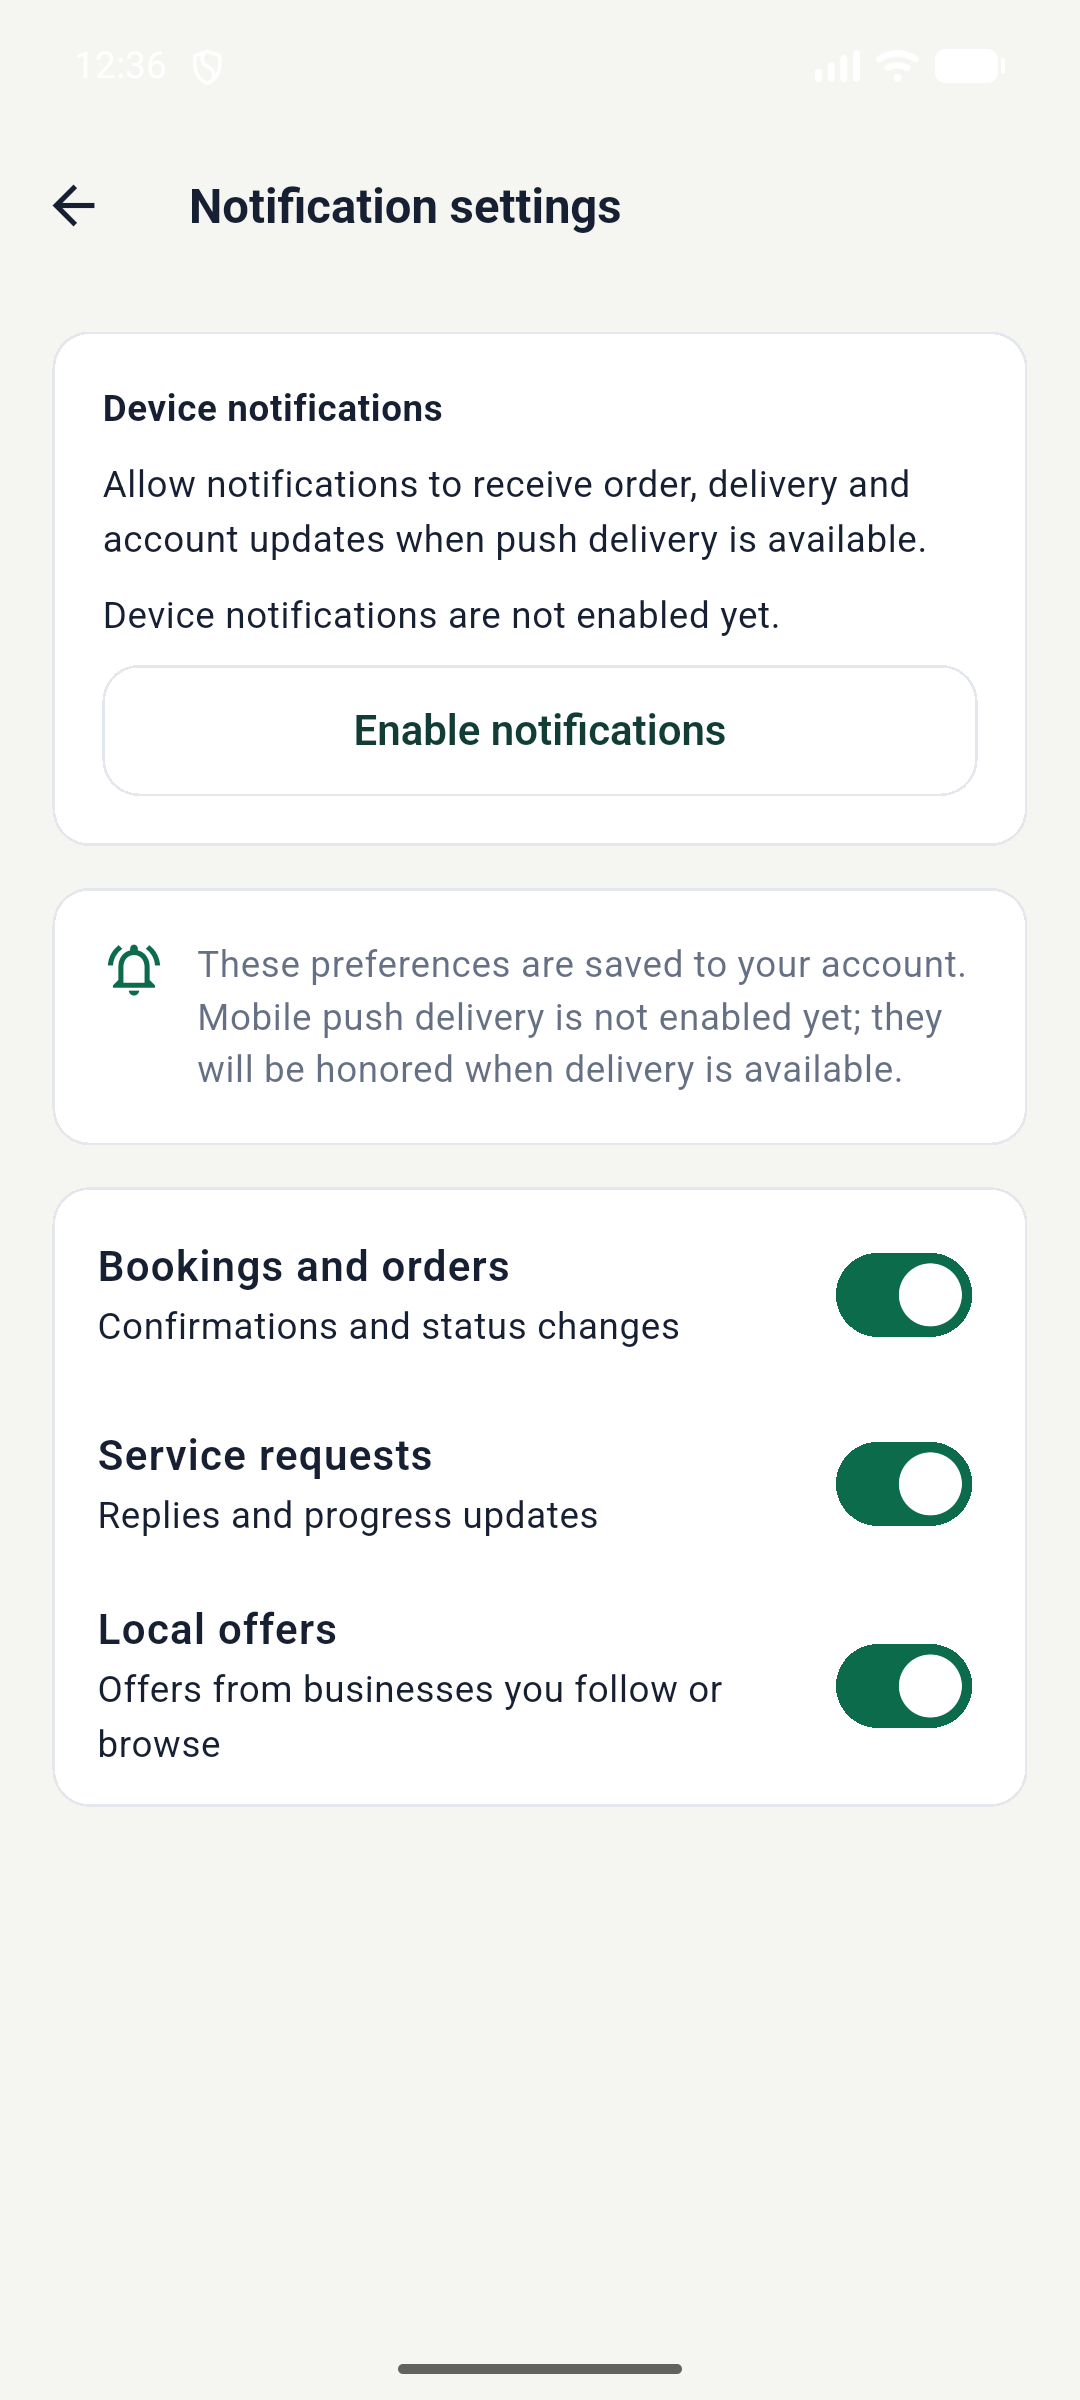 12:36
Notification settings
Device notifications
Allow notifications to receive order, delivery and
account updates when push delivery is available.
Device notifications are not enabled yet.
Enable notifications
These preferences are saved to your account.
Mobile push delivery is not enabled yet; they
will be honored when delivery is available.
Bookings and orders
Confirmations and status changes
Service requests
Replies and progress updates
Local offers
Offers from businesses you follow or
browse